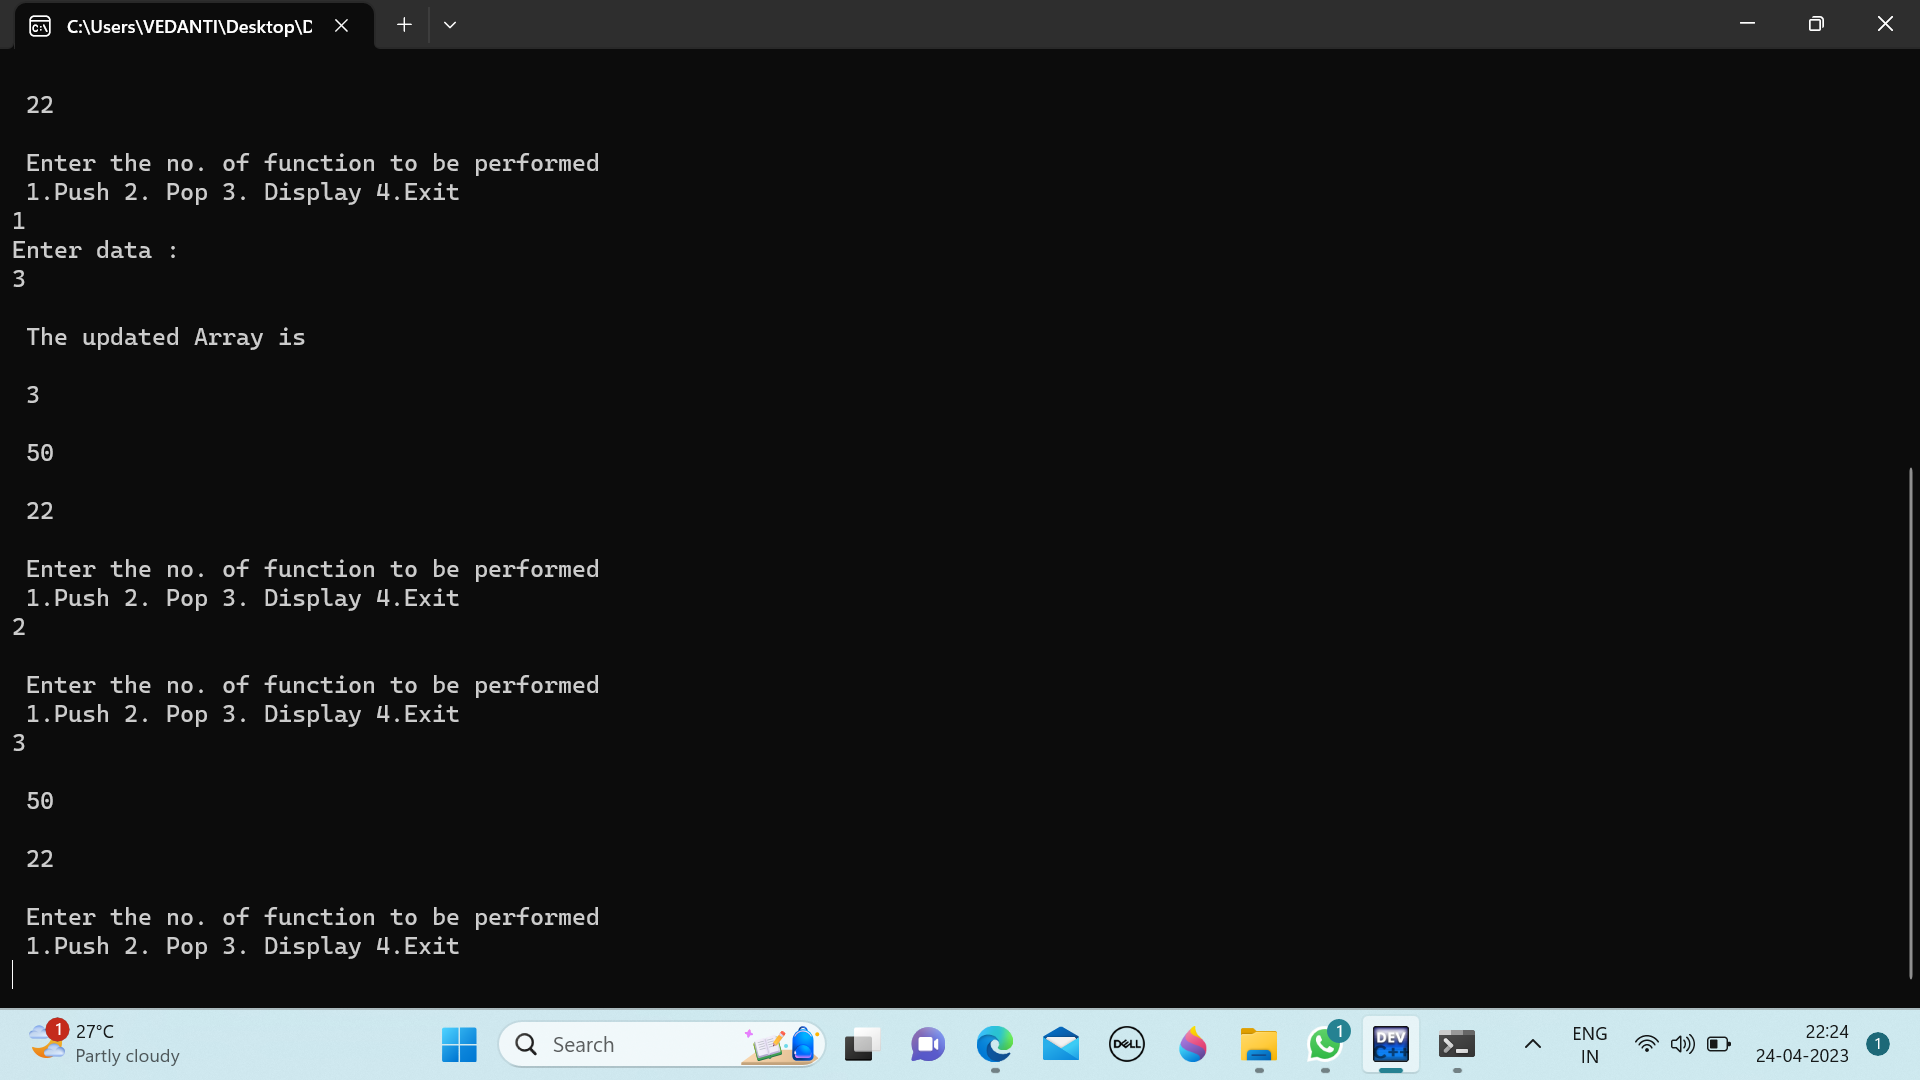 C:\Users\VEDANTI\Desktop\D
22
Enter the no. of function to be performed
1.Push 2. Pop 3. Display 4.Exit
1
Enter data :
3
The updated Array is
3
50
22
Enter the no. of function to be performed
1.Push 2. Pop 3. Display 4.Exit
2
Enter the no. of function to be performed
1.Push 2. Pop 3. Display 4.Exit
3
50
22
Enter the no. of function to be performed
1.Push 2. Pop 3. Display 4.Exit
1
27°C
Partly cloudy
Search
DELL
1
DEV
C++
ENG
IN
22:24
24-04-2023
1